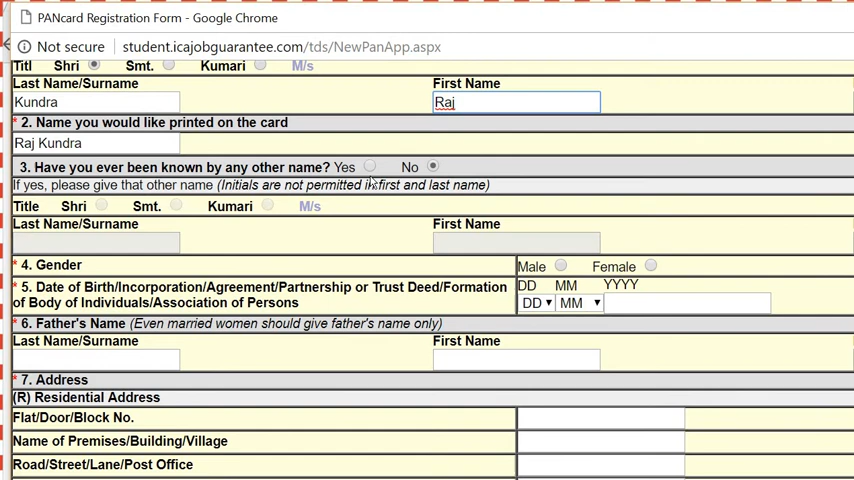 PANcard Registration Form - Google Chrome
Not secure student.icajobguarantee.com/tds/NewPanApp.aspx
Titl Shri Smt. Kumari M/s
Last Name/Surname First Name
Kundra Raj
* 2. Name you would like printed on the card
Raj Kundra
3. Have you ever been known by any other name? Yes No
If yes, please give that other name (Initials are not permitted in first and last name)
Title Shri Smt. Kumari M/s
Last Name/Surname First Name
* 4. Gender Male Female
* 5. Date of Birth/Incorporation/Agreement/Partnership or Trust Deed/Formation DD MM YYYY
of Body of Individuals/Association of Persons DD MM
* 6. Father's Name (Even married women should give father's name only)
Last Name/Surname First Name
* 7. Address
(R) Residential Address
Flat/Door/Block No.
Name of Premises/Building/Village
Road/Street/Lane/Post Office